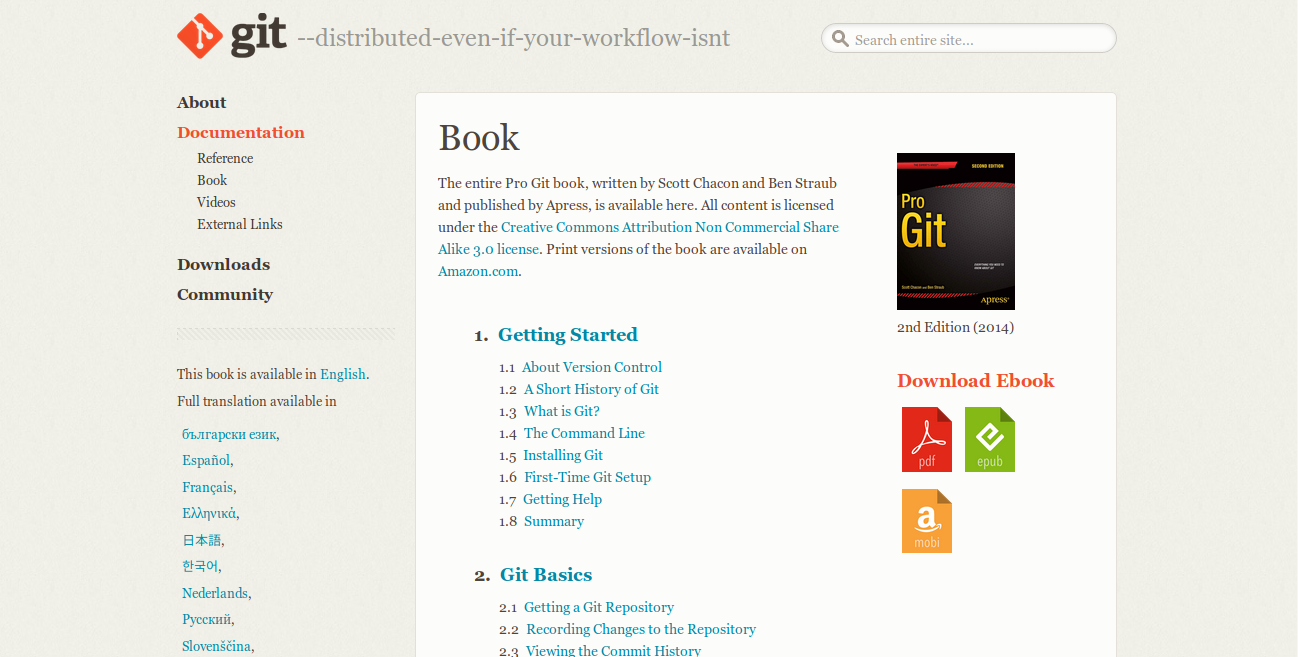 git --distributed-even-if-your-workflow-isnt
Search entire site...
About
Documentation
Reference
Book
Videos
External Links
Downloads
Community
This book is available in English.
Full translation available in
български език,
Español,
Français,
Ελληνικά,
日本語,
한국어,
Nederlands,
Русский,
Slovenščina,
Book
The entire Pro Git book, written by Scott Chacon and Ben Straub
and published by Apress, is available here. All content is licensed
under the Creative Commons Attribution Non Commercial Share
Alike 3.0 license. Print versions of the book are available on
Amazon.com.
1. Getting Started
1.1 About Version Control
1.2 A Short History of Git
1.3 What is Git?
1.4 The Command Line
1.5 Installing Git
1.6 First-Time Git Setup
1.7 Getting Help
1.8 Summary
2. Git Basics
2.1 Getting a Git Repository
2.2 Recording Changes to the Repository
2.3 Viewing the Commit History
SECOND EDITION
Pro
Git
Scott Chacon and Ben Straub
Apress®
2nd Edition (2014)
Download Ebook
pdf
epub
a
mobi